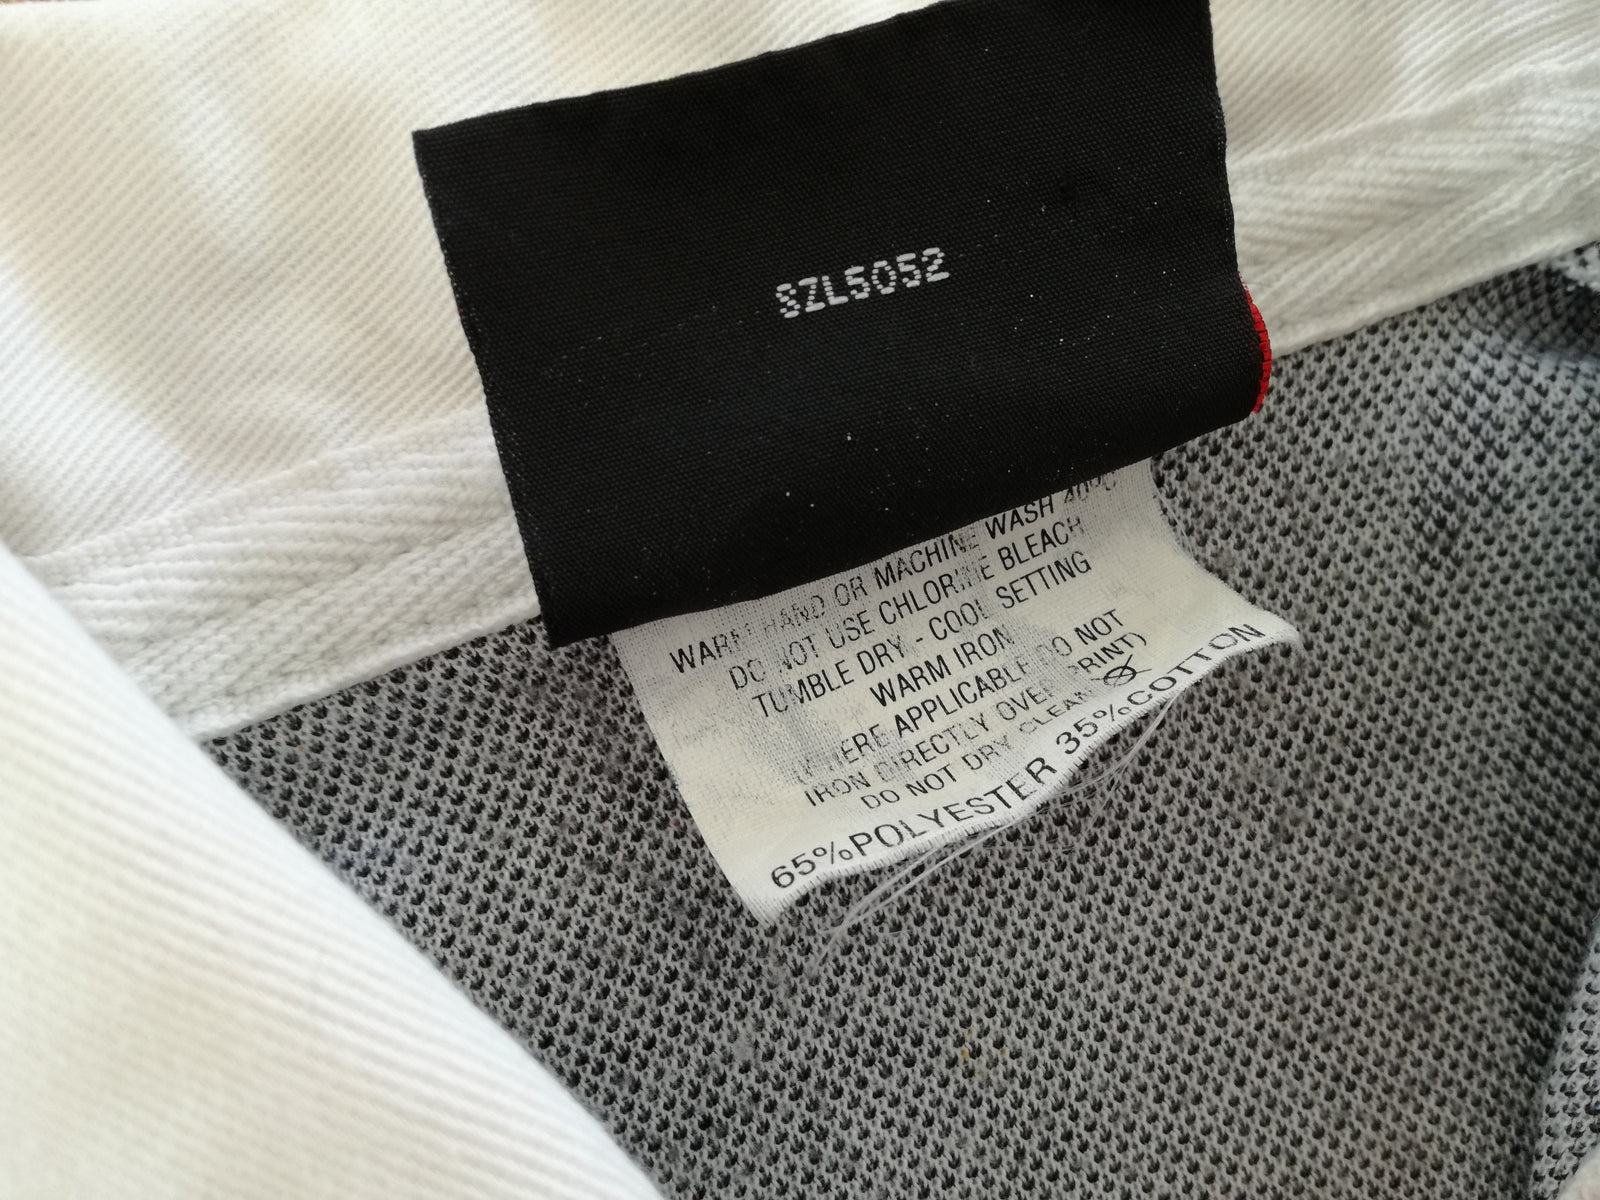 SZL5052
WARM HAND OR MACHINE WASH 40°C
DO NOT USE CHLORINE BLEACH
TUMBLE DRY - COOL SETTING
WARM IRON
(WHERE APPLICABLE DO NOT
IRON DIRECTLY OVER PRINT)
DO NOT DRY CLEAN
65%POLYESTER 35%COTTON